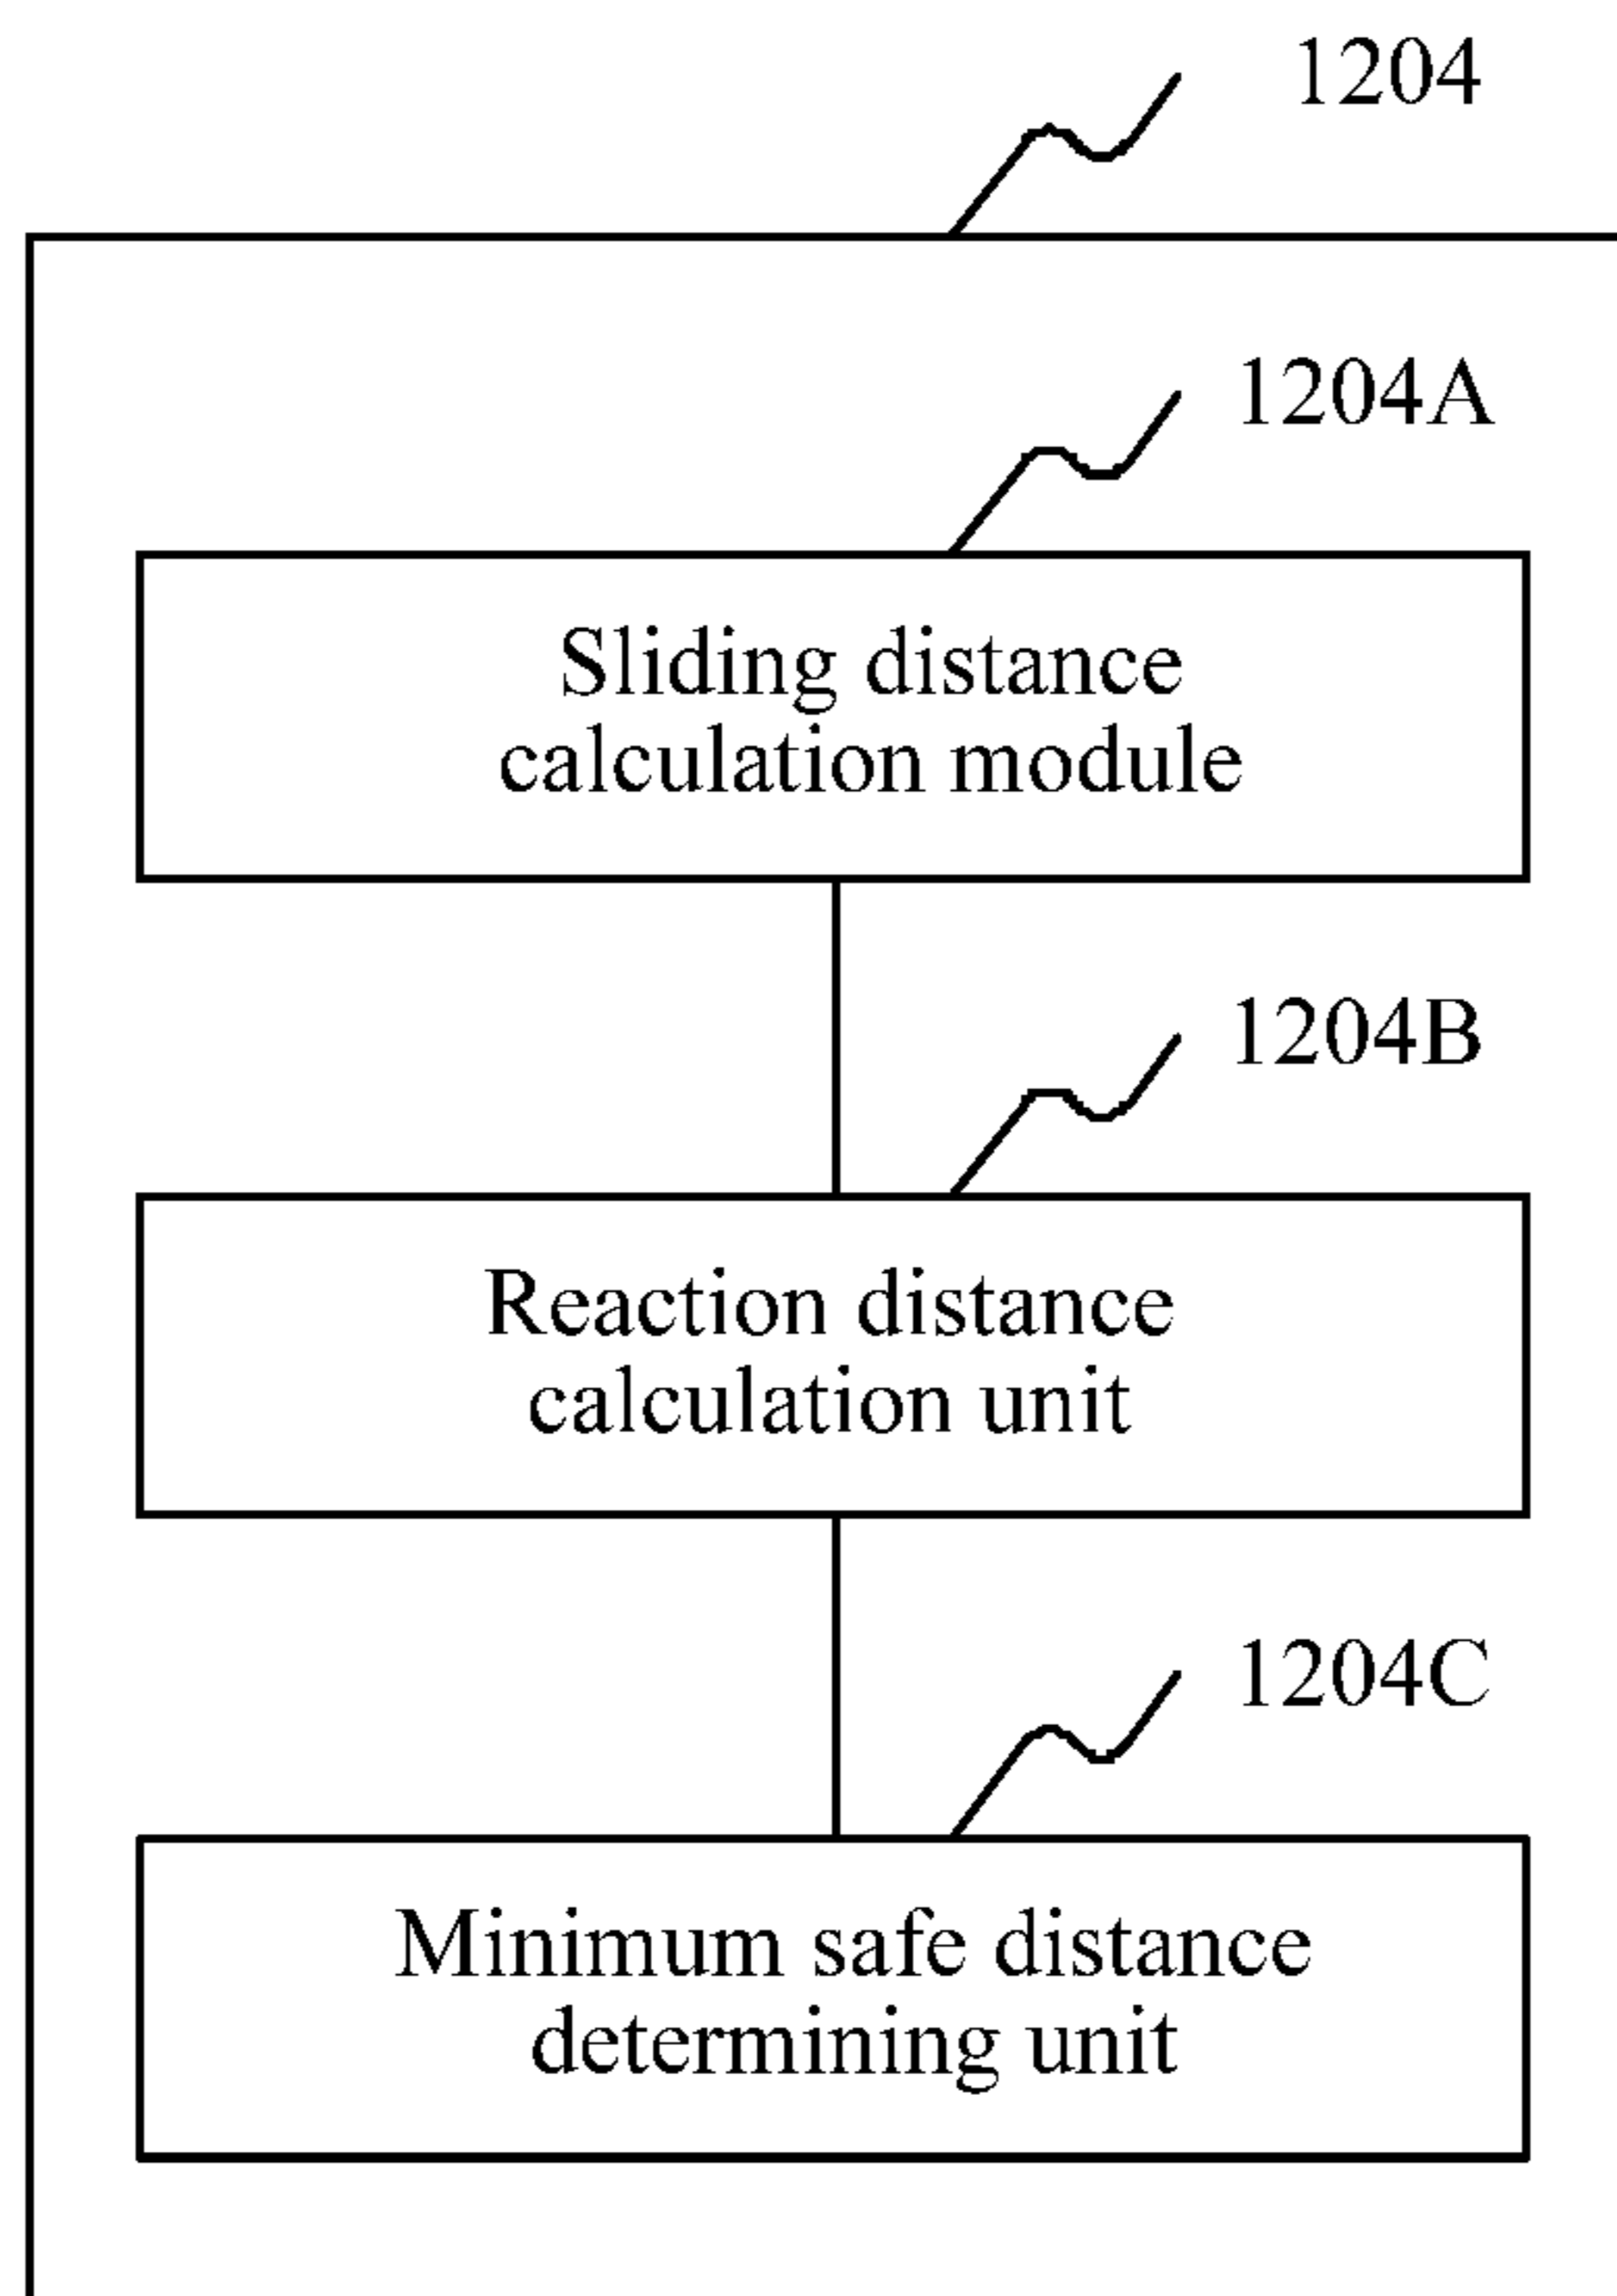 1204
1204A
Sliding distance
calculation module
1204B
Reaction distance
calculation unit
1204C
Minimum safe distance
determining unit